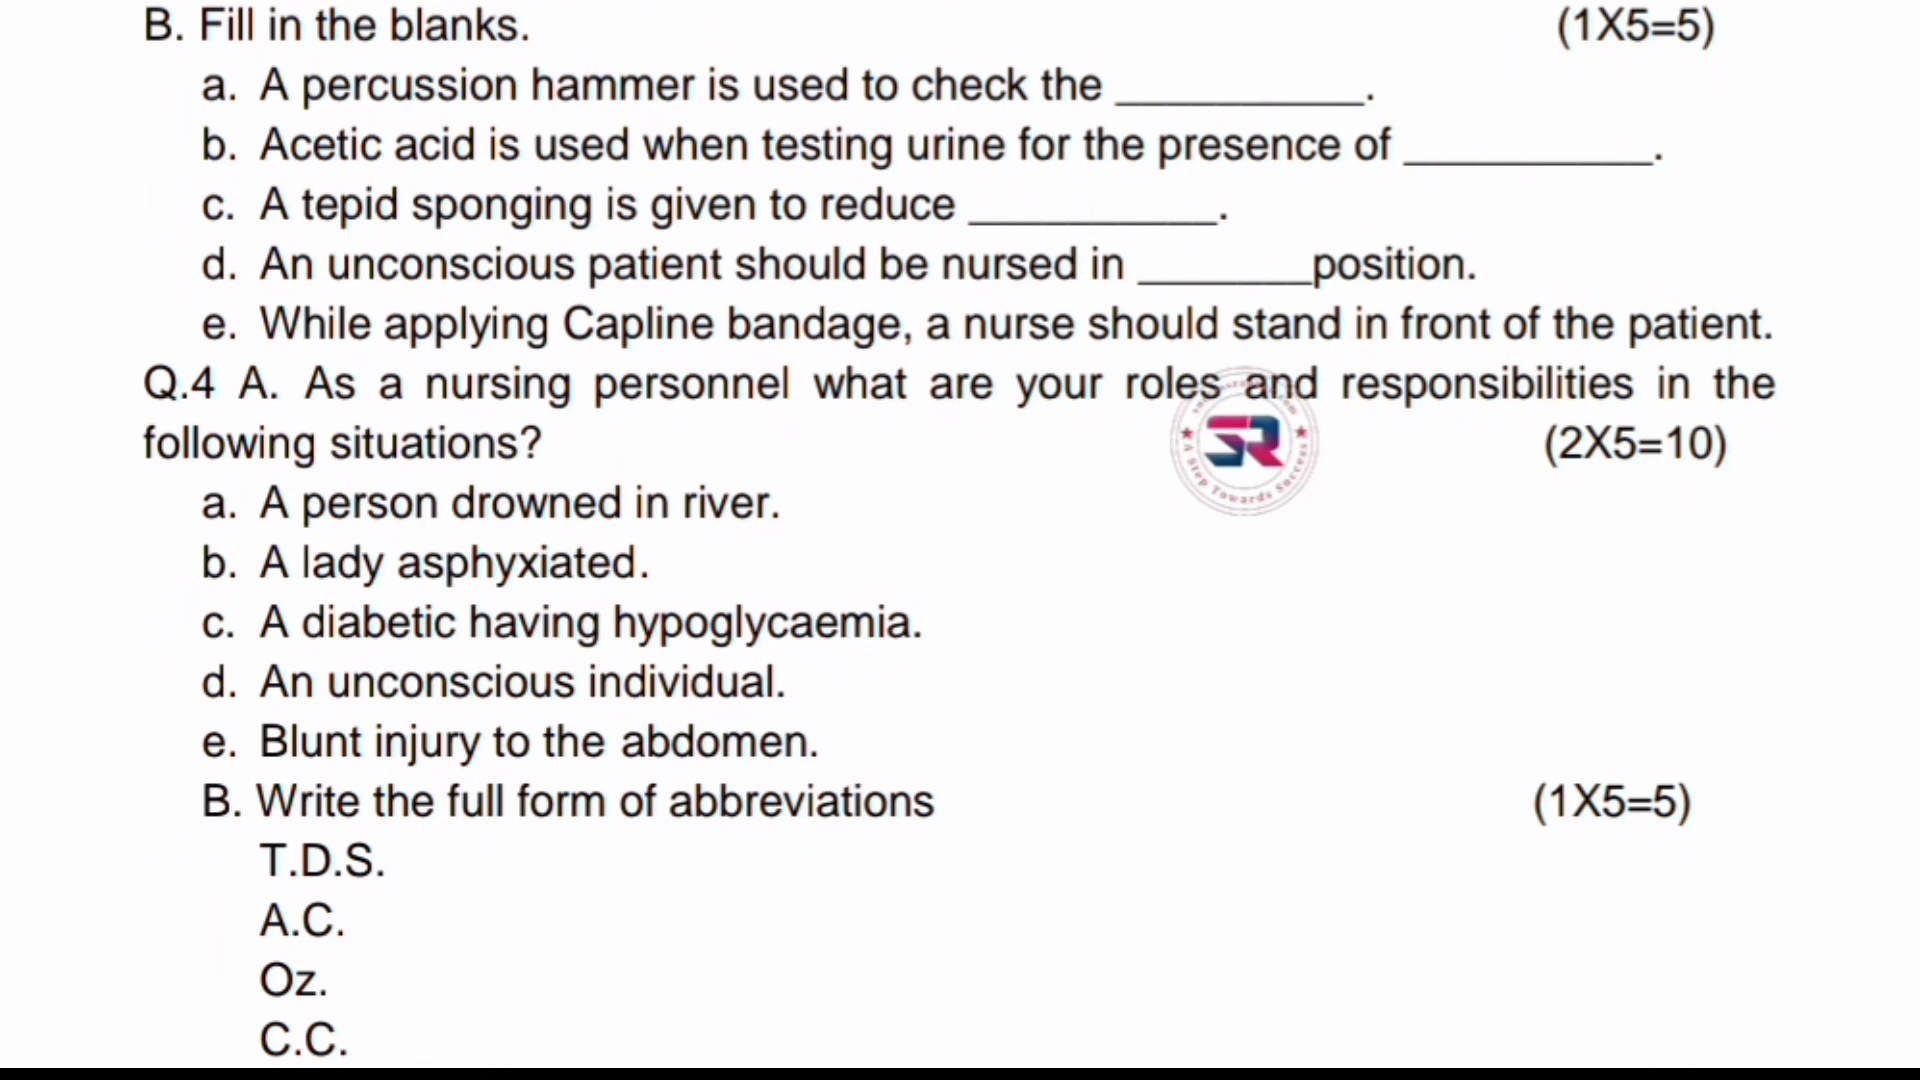 B. Fill in the blanks. (1X5=5)
a. A percussion hammer is used to check the __________.
b. Acetic acid is used when testing urine for the presence of __________.
c. A tepid sponging is given to reduce __________.
d. An unconscious patient should be nursed in _______position.
e. While applying Capline bandage, a nurse should stand in front of the patient.
Q.4 A. As a nursing personnel what are your roles and responsibilities in the
following situations? (2X5=10)
SR
A Step Towards Success
a. A person drowned in river.
b. A lady asphyxiated.
c. A diabetic having hypoglycaemia.
d. An unconscious individual.
e. Blunt injury to the abdomen.
B. Write the full form of abbreviations (1X5=5)
T.D.S.
A.C.
Oz.
C.C.